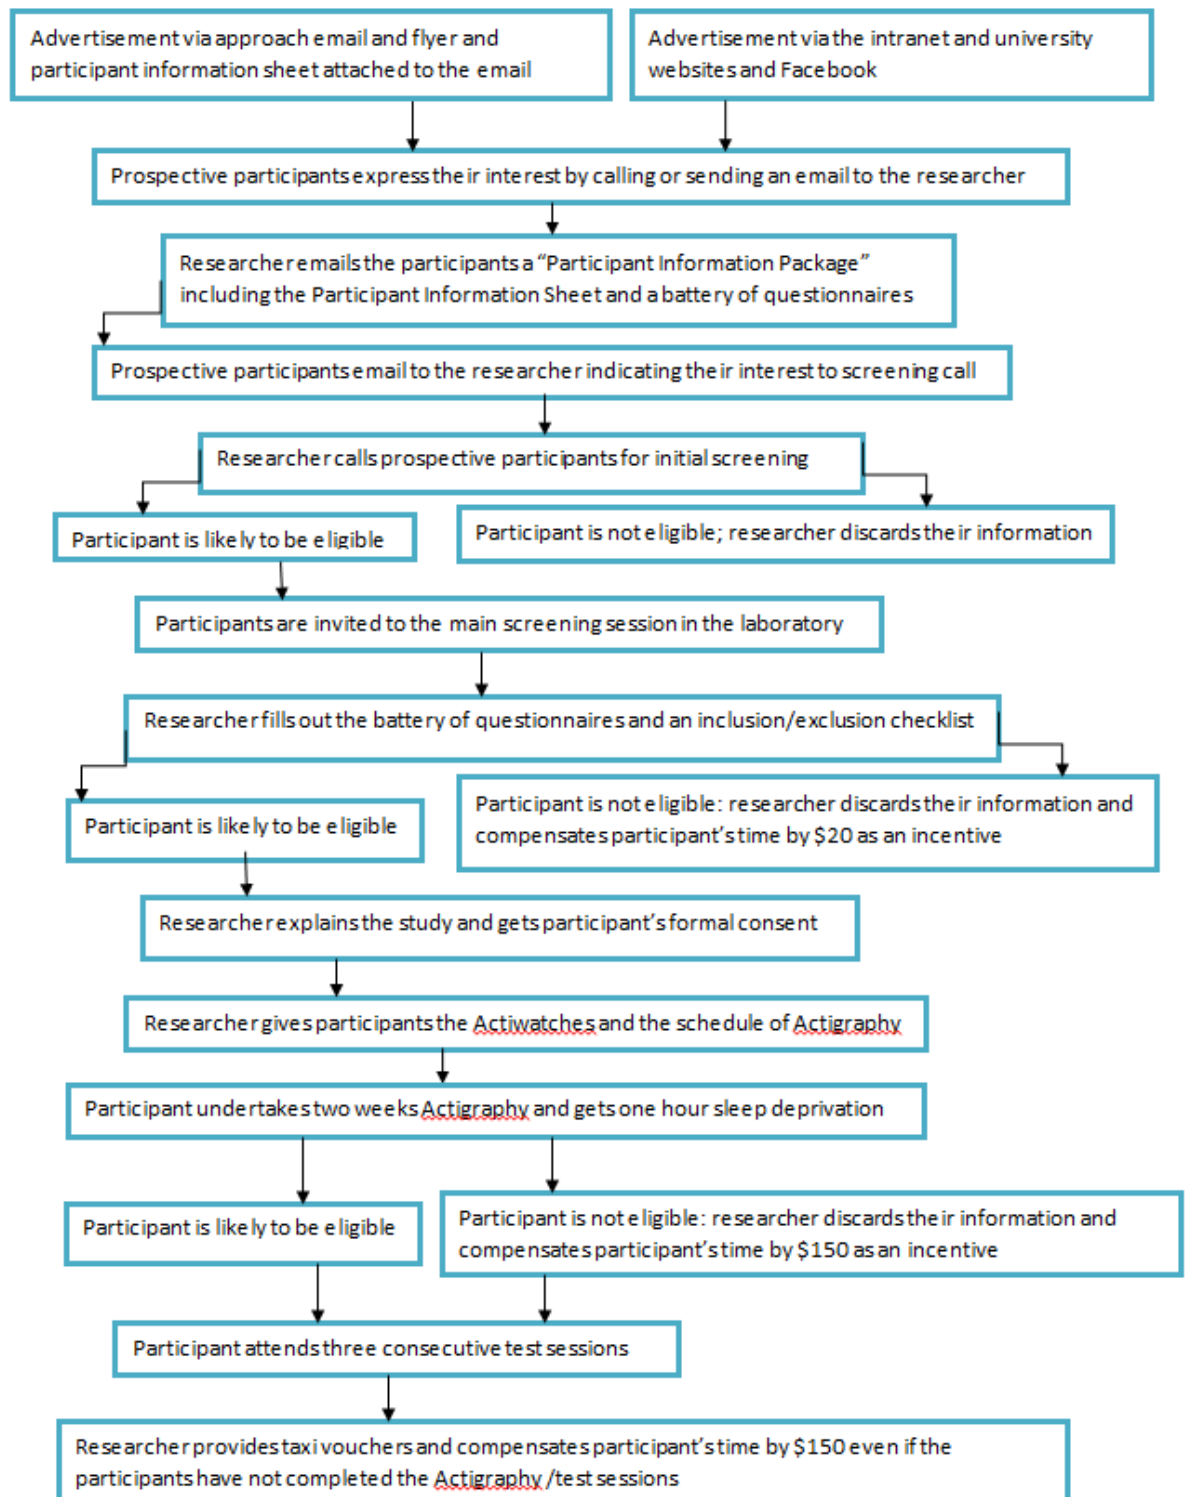 Advertisement via approach email and flyer and
participant information sheet attached to the email
Advertisement via the intranet and university
websites and Facebook
Prospective participants express their interest by calling or sending an email to the researcher
Researcher emails the participants a “Participant Information Package”
including the Participant Information Sheet and a battery of questionnaires
Prospective participants email to the researcher indicating their interest to screening call
Researcher calls prospective participants for initial screening
Participant is likely to be eligible
Participant is not eligible; researcher discards their information
Participants are invited to the main screening session in the laboratory
Researcher fills out the battery of questionnaires and an inclusion/exclusion checklist
Participant is likely to be eligible
Participant is not eligible: researcher discards their information and
compensates participant’s time by $20 as an incentive
Researcher explains the study and gets participant’s formal consent
Researcher gives participants the Actiwatches and the schedule of Actigraphy
Participant undertakes two weeks Actigraphy and gets one hour sleep deprivation
Participant is likely to be eligible
Participant is not eligible: researcher discards their information and
compensates participant’s time by $150 as an incentive
Participant attends three consecutive test sessions
Researcher provides taxi vouchers and compensates participant’s time by $150 even if the
participants have not completed the Actigraphy /test sessions